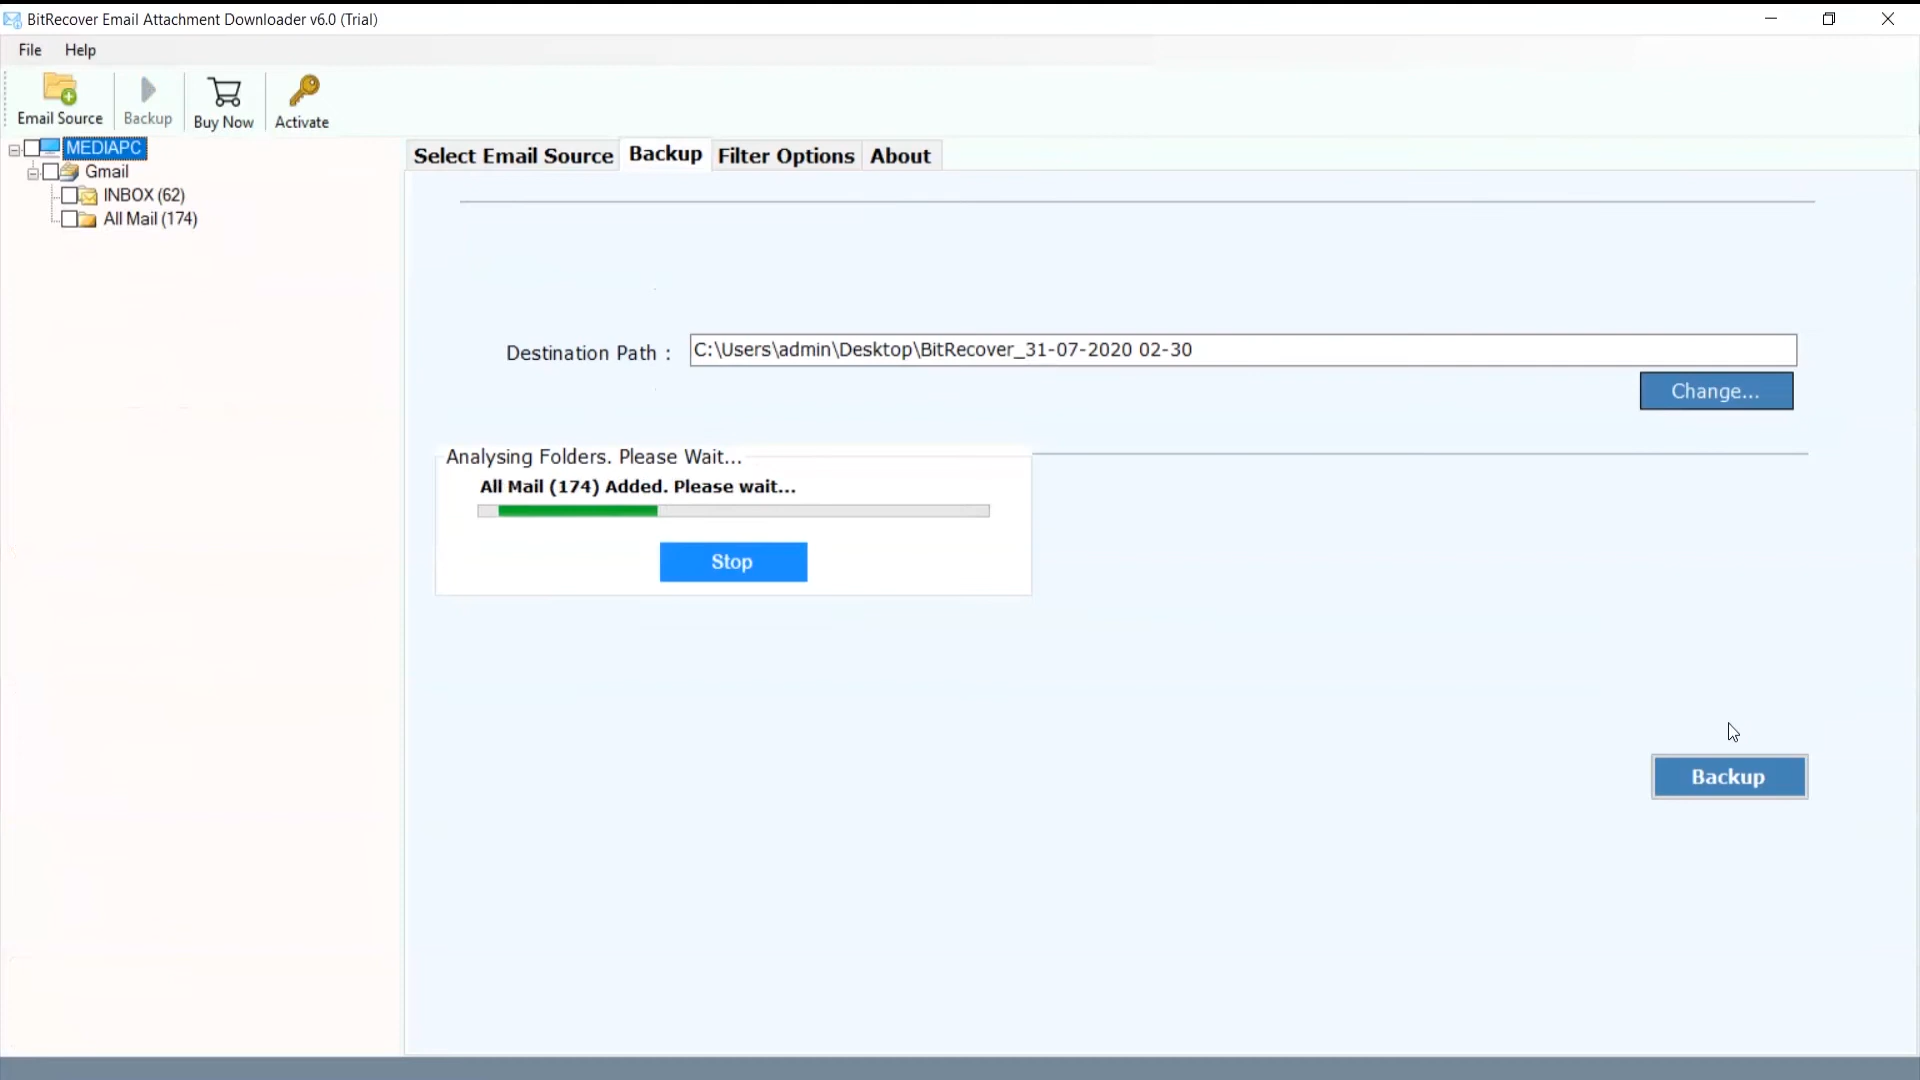 BitRecover Email Attachment Downloader v6.0 (Trial)
File Help
Email Source Backup Buy Now Activate
MEDIAPC
Gmail
INBOX (62)
All Mail (174)
Select Email Source Backup Filter Options About
Destination Path : C:\Users\admin\Desktop\BitRecover_31-07-2020 02-30
Change...
Analysing Folders. Please Wait...
All Mail (174) Added. Please wait...
Stop
Backup